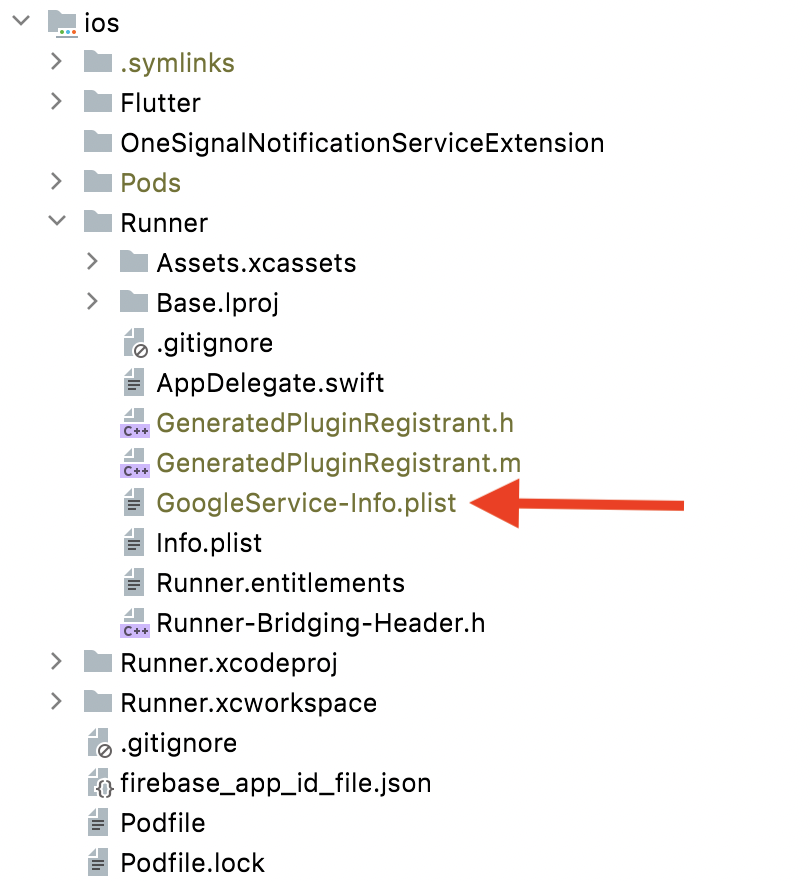 ios
.symlinks
Flutter
OneSignalNotificationServiceExtension
Pods
Runner
Assets.xcassets
Base.lproj
.gitignore
AppDelegate.swift
C++ GeneratedPluginRegistrant.h
C++ GeneratedPluginRegistrant.m
GoogleService-Info.plist
Info.plist
Runner.entitlements
C++ Runner-Bridging-Header.h
Runner.xcodeproj
Runner.xcworkspace
.gitignore
firebase_app_id_file.json
Podfile
Podfile.lock